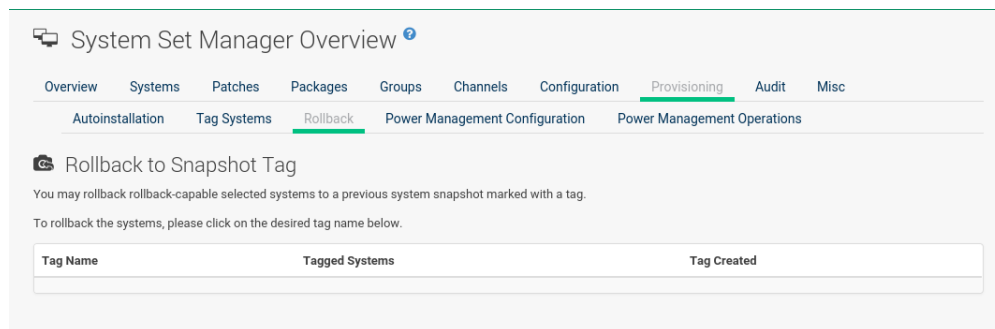 System Set Manager Overview ?
Overview Systems Patches Packages Groups Channels Configuration Provisioning Audit Misc
Autoinstallation Tag Systems Rollback Power Management Configuration Power Management Operations
Rollback to Snapshot Tag
You may rollback rollback-capable selected systems to a previous system snapshot marked with a tag.
To rollback the systems, please click on the desired tag name below.
Tag Name Tagged Systems Tag Created